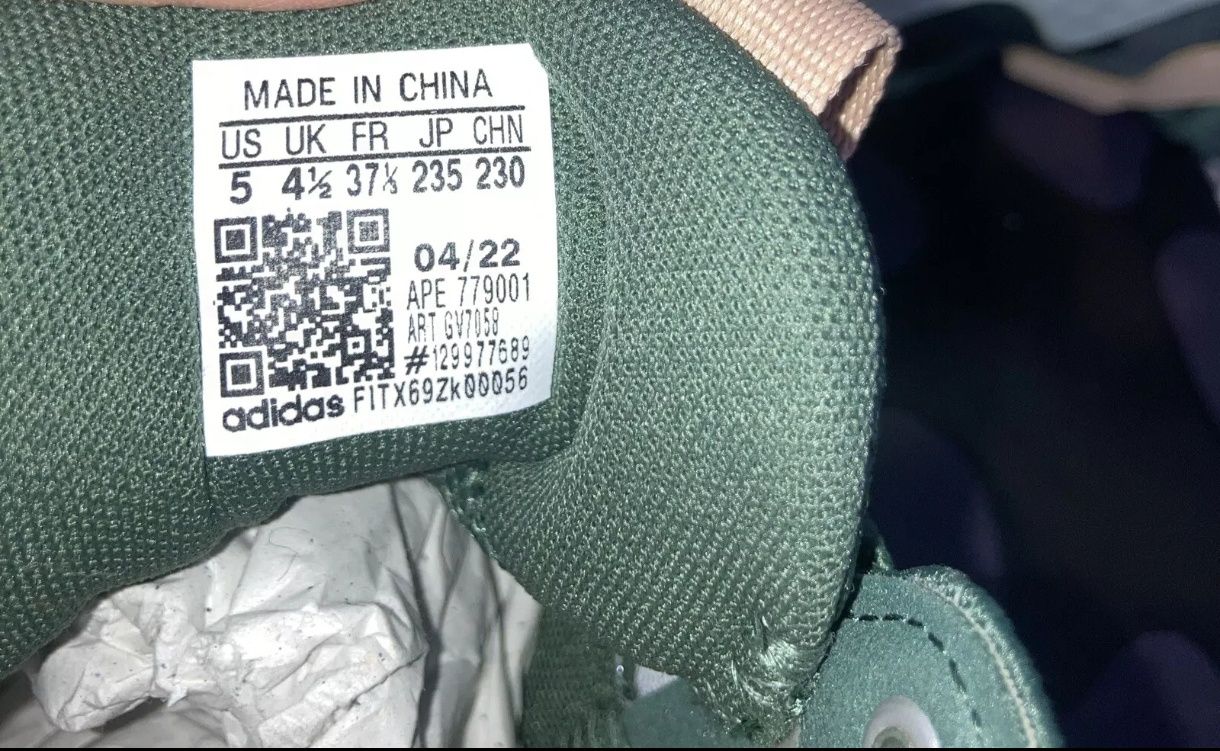 MADE IN CHINA
US UK FR JP CHN
5 4½ 37⅓ 235 230
04/22
APE 779001
ART GV7058
#129977689
adidas FITX69Zk00056